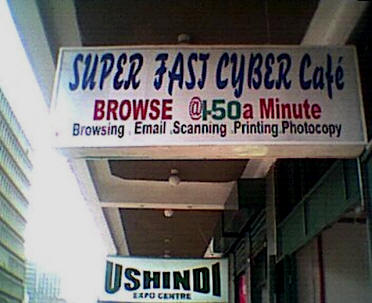 SUPER FAST CYBER Café
BROWSE @1-50 a Minute
Browsing Email Scanning Printing Photocopy
USHINDI
EXPO CENTRE